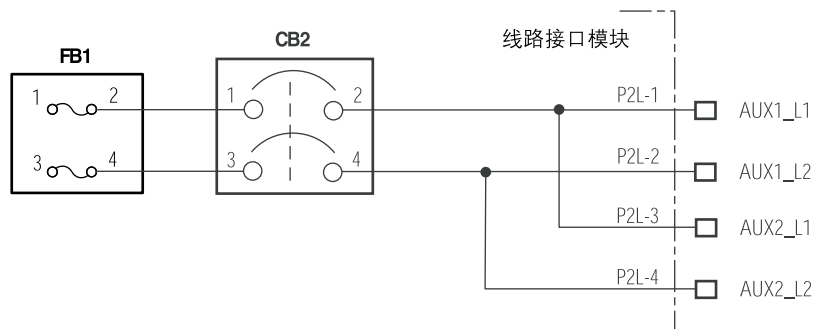 线路接口模块
CB2
FB1
1 2 1 2 P2L-1 AUX1_L1
3 4 3 4 P2L-2 AUX1_L2
P2L-3 AUX2_L1
P2L-4 AUX2_L2